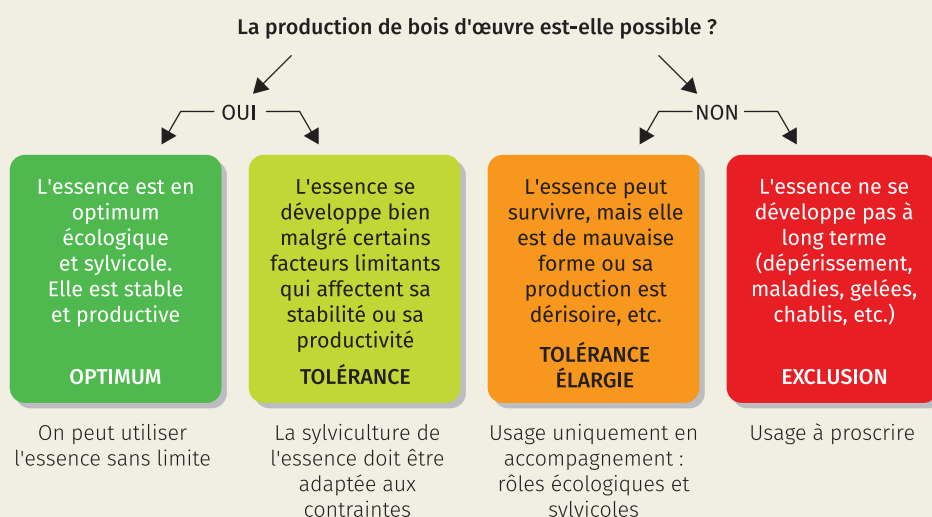 La production de bois d'œuvre est-elle possible ?
OUI
NON
L'essence est en
optimum
écologique
et sylvicole.
Elle est stable
et productive
OPTIMUM
On peut utiliser
l'essence sans limite
L'essence se
développe bien
malgré certains
facteurs limitants
qui affectent sa
stabilité ou sa
productivité
TOLÉRANCE
La sylviculture de
l'essence doit être
adaptée aux
contraintes
L'essence peut
survivre, mais elle
est de mauvaise
forme ou sa
production est
dérisoire, etc.
TOLÉRANCE
ÉLARGIE
Usage uniquement en
accompagnement :
rôles écologiques et
sylvicoles
L'essence ne se
développe pas à
long terme
(dépérissement,
maladies, gelées,
chablis, etc.)
EXCLUSION
Usage à proscrire